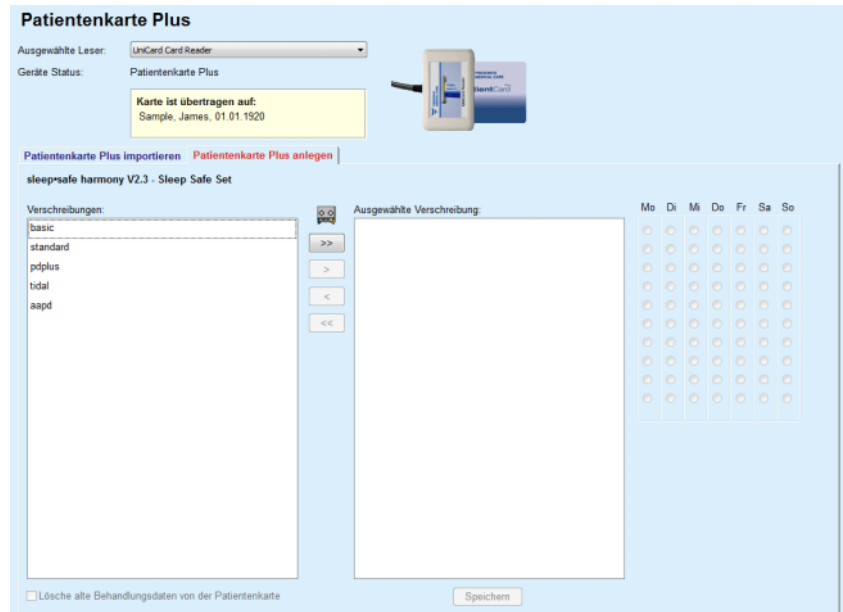 Patientenkarte Plus
Ausgewählte Leser: UniCard Card Reader
Geräte Status: Patientenkarte Plus
Karte ist übertragen auf:
Sample, James, 01.01.1920
Patientenkarte Plus importieren Patientenkarte Plus anlegen
sleep•safe harmony V2.3 - Sleep Safe Set
Verschreibungen: Ausgewählte Verschreibung: Mo Di Mi Do Fr Sa So
basic
standard
pdplus
tidal
aapd
>>
>
<
<<
Lösche alte Behandlungsdaten von der Patientenkarte Speichern